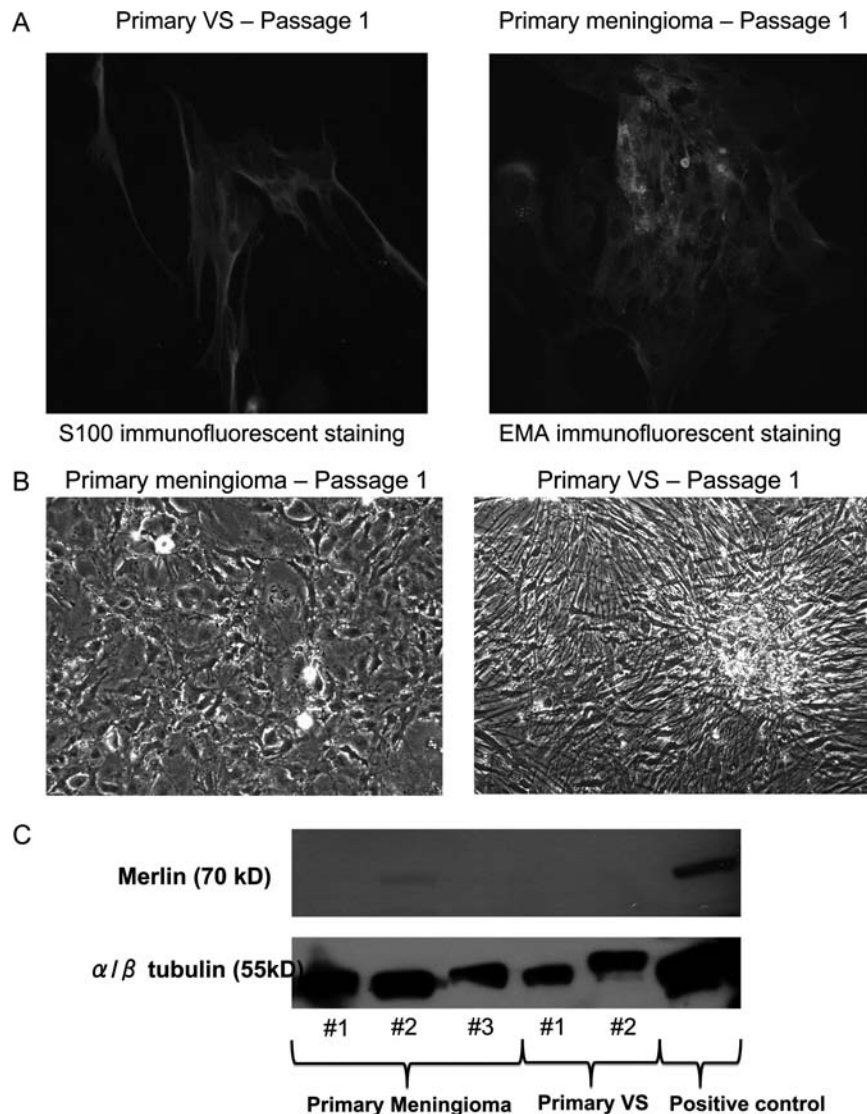 A
Primary VS – Passage 1
Primary meningioma – Passage 1
S100 immunofluorescent staining
EMA immunofluorescent staining
B
Primary meningioma – Passage 1
Primary VS – Passage 1
C
Merlin (70 kD)
α/β tubulin (55kD)
#1 #2 #3 #1 #2
Primary Meningioma Primary VS Positive control